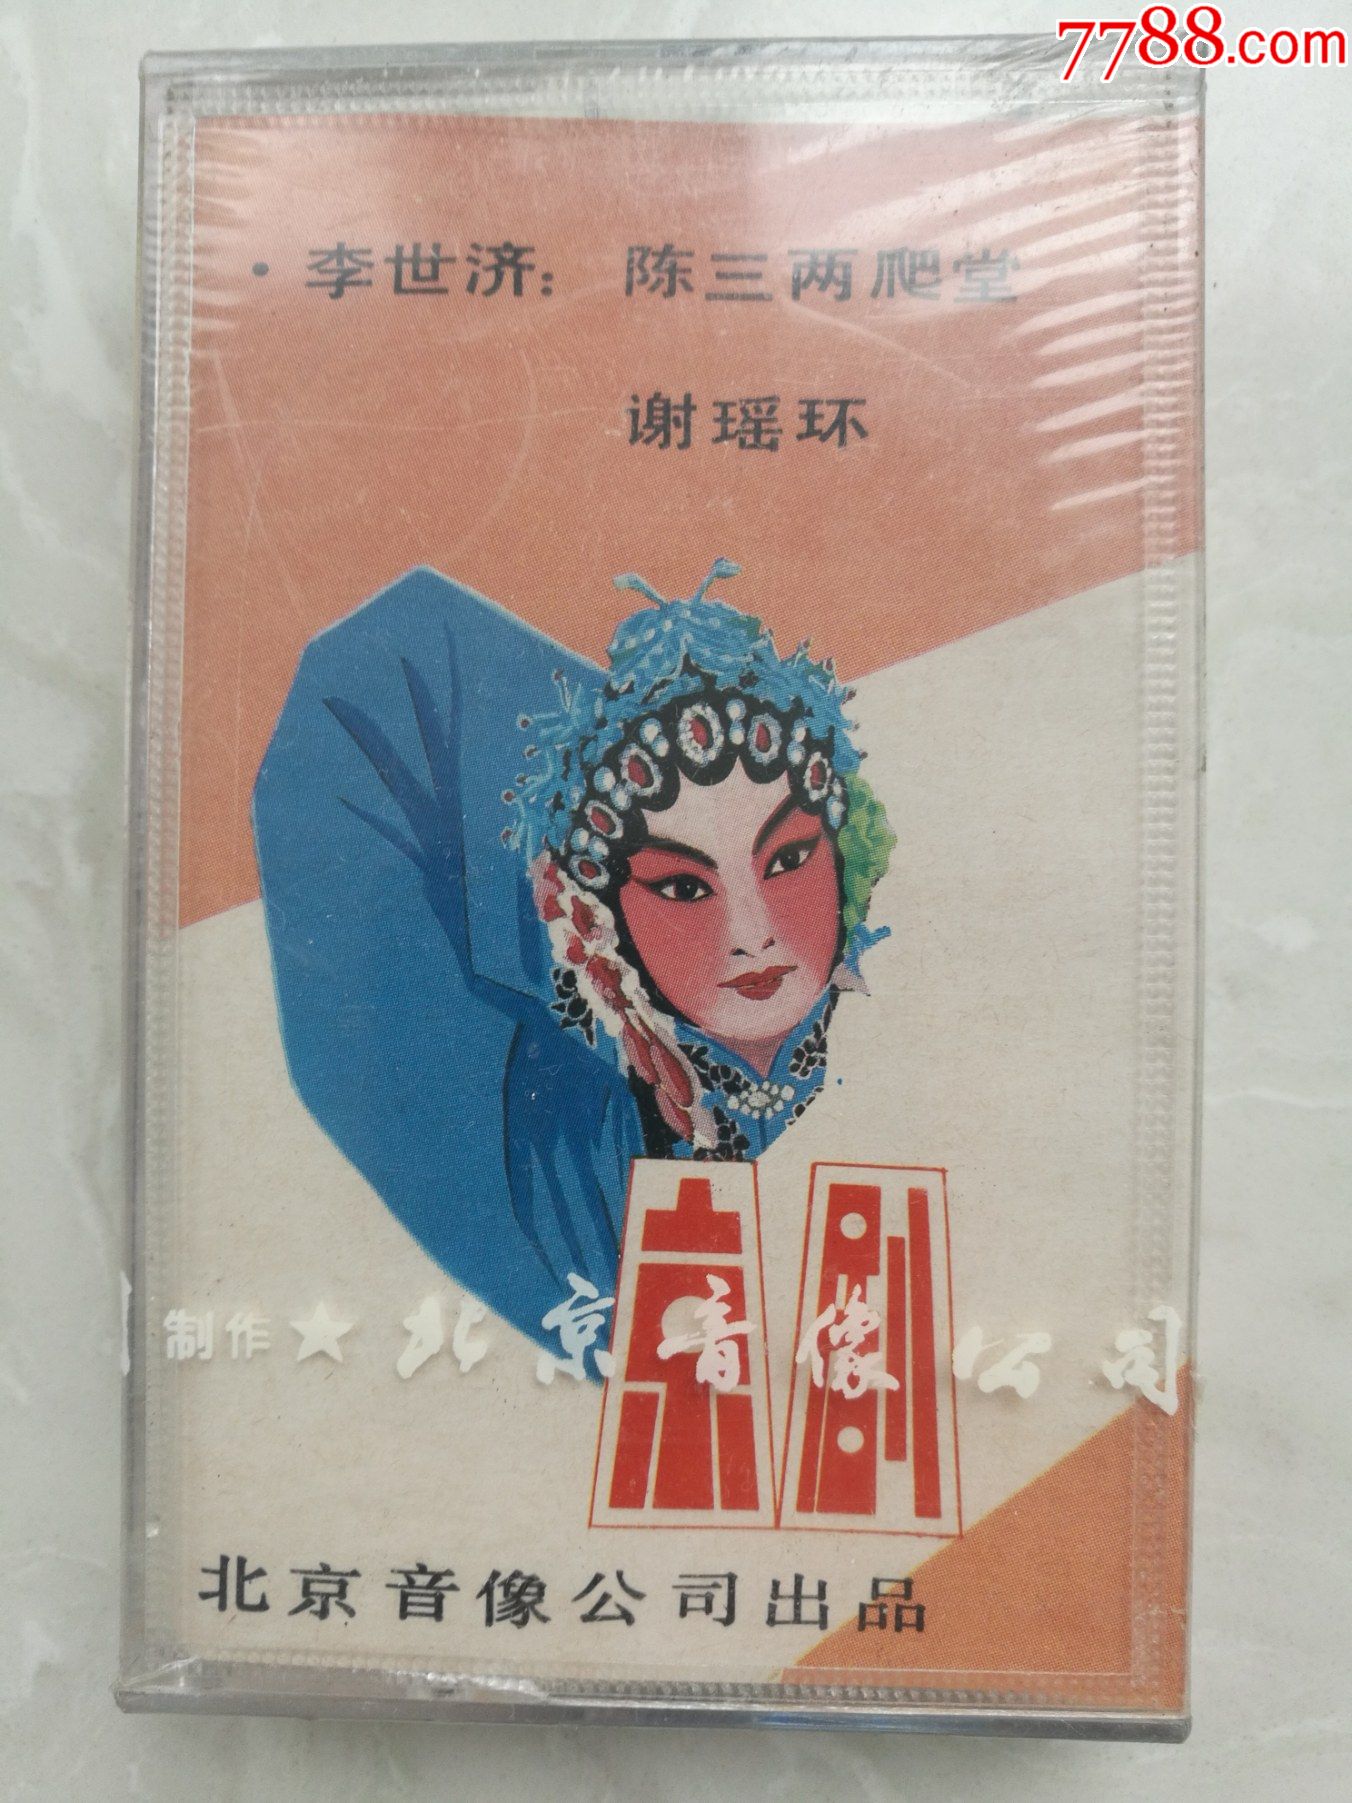 7788.com
·李世济：陈三两爬堂
谢瑶环
京剧
制作★北京音像公司
北京音像公司出品